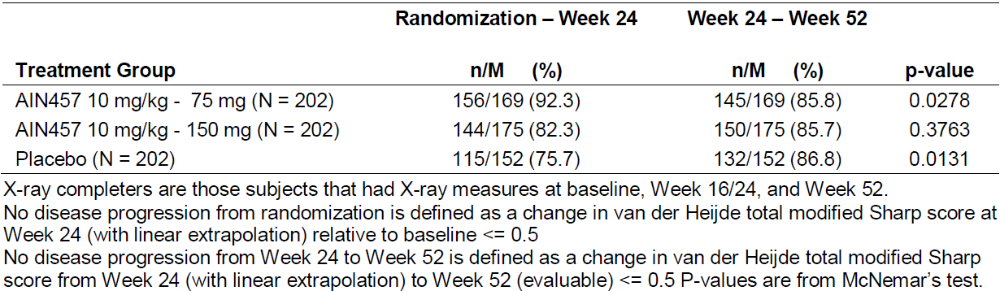 Randomization – Week 24 Week 24 – Week 52
Treatment Group n/M (%) n/M (%) p-value
AIN457 10 mg/kg - 75 mg (N = 202) 156/169 (92.3) 145/169 (85.8) 0.0278
AIN457 10 mg/kg - 150 mg (N = 202) 144/175 (82.3) 150/175 (85.7) 0.3763
Placebo (N = 202) 115/152 (75.7) 132/152 (86.8) 0.0131
X-ray completers are those subjects that had X-ray measures at baseline, Week 16/24, and Week 52.
No disease progression from randomization is defined as a change in van der Heijde total modified Sharp score at
Week 24 (with linear extrapolation) relative to baseline <= 0.5
No disease progression from Week 24 to Week 52 is defined as a change in van der Heijde total modified Sharp
score from Week 24 (with linear extrapolation) to Week 52 (evaluable) <= 0.5 P-values are from McNemar’s test.